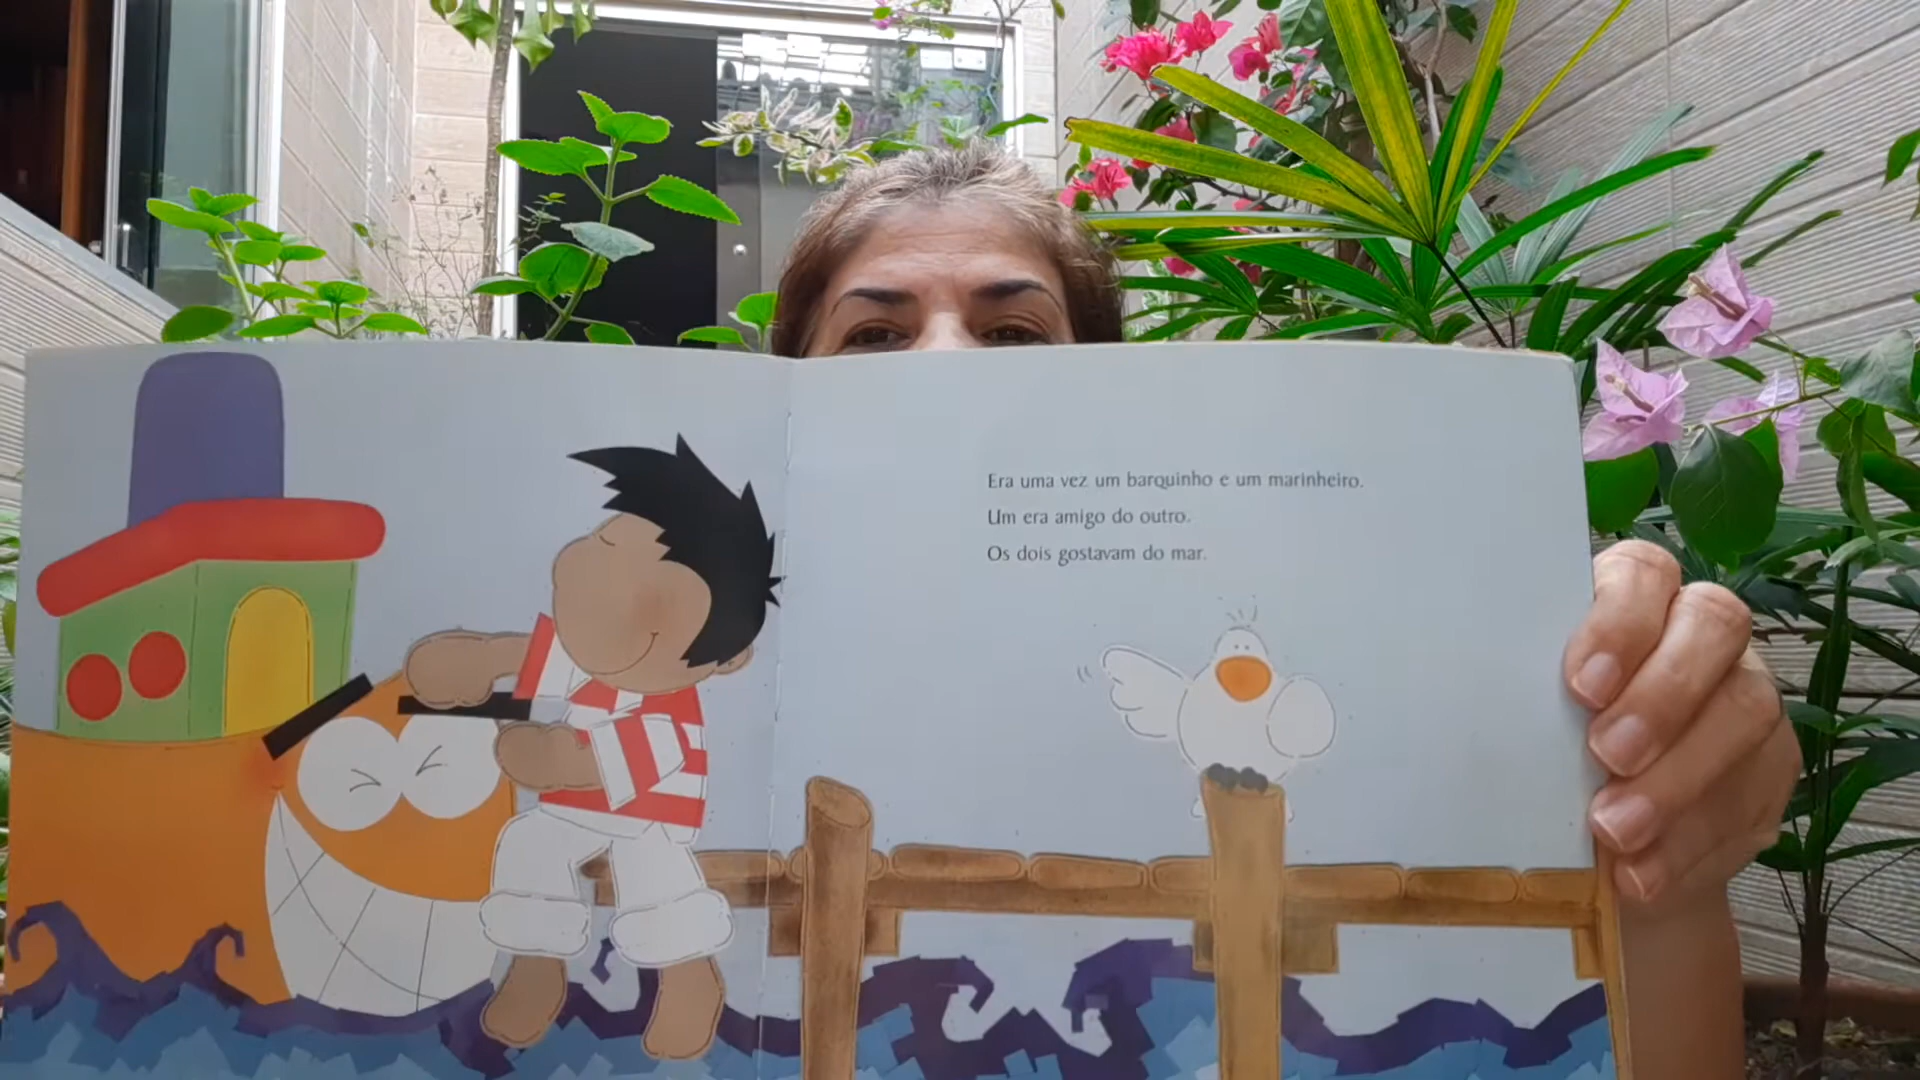 Era uma vez um barquinho e um marinheiro.
Um era amigo do outro.
Os dois gostavam do mar.